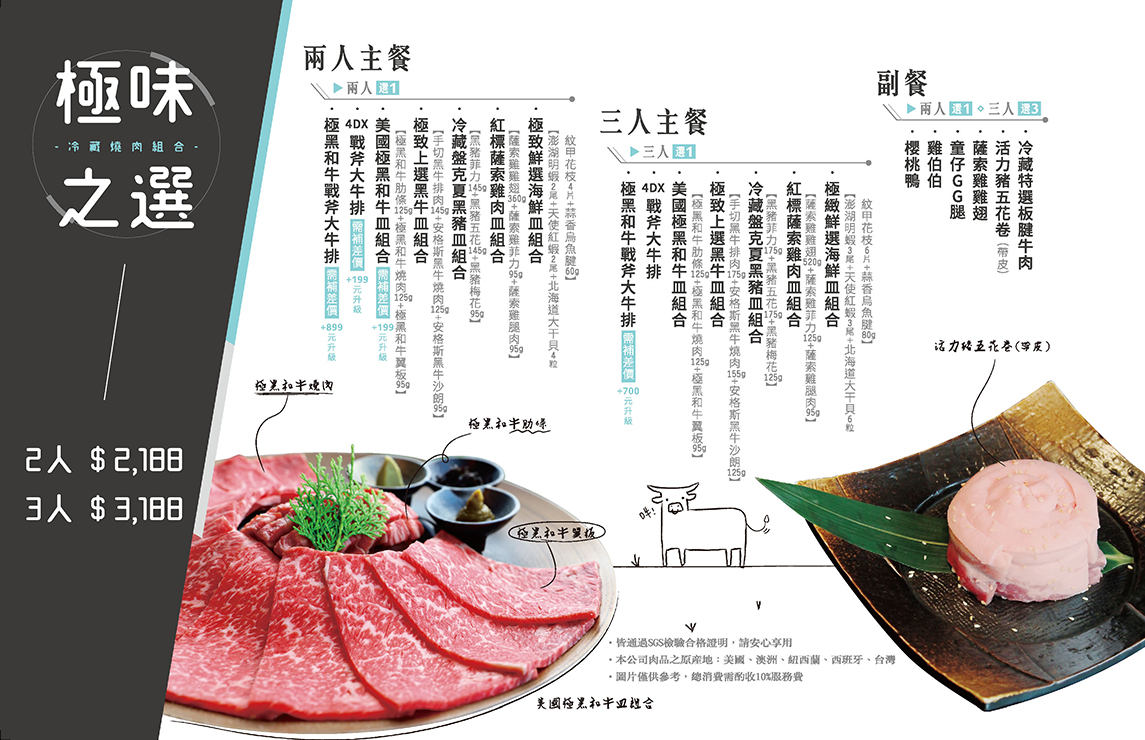 極味
- 冷藏燒肉組合 -
之選
2人 $2,188
3人 $3,188
兩人主餐
▶兩人 選1
・極致鮮選海鮮皿組合
【澎湖明蝦2尾+天使紅蝦2尾+北海道大干貝4粒
紋甲花枝4片+蒜香烏魚腱60g】
・紅標薩索雞肉皿組合
【薩索雞雞翅360g+薩索雞菲力95g+薩索雞腿肉95g】
・冷藏盤克夏黑豬皿組合
【黑豬菲力145g+黑豬五花145g+黑豬梅花95g】
・極致上選黑牛皿組合
【手切黑牛排肉145g+安格斯黑牛燒肉125g+安格斯黑牛沙朗95g】
・美國極黑和牛皿組合 需補差價 +199元升級
【極黑和牛肋條125g+極黑和牛燒肉125g+極黑和牛翼板95g】
・4DX 戰斧大牛排 需補差價 +199元升級
・極黑和牛戰斧大牛排 需補差價 +899元升級
三人主餐
▶三人 選1
・極緻鮮選海鮮皿組合
【澎湖明蝦3尾+天使紅蝦3尾+北海道大干貝6粒
紋甲花枝6片+蒜香烏魚腱80g】
・紅標薩索雞肉皿組合
【薩索雞雞翅520g+薩索雞菲力125g+薩索雞腿肉95g】
・冷藏盤克夏黑豬皿組合
【黑豬菲力175g+黑豬五花175g+黑豬梅花125g】
・極致上選黑牛皿組合
【手切黑牛排肉175g+安格斯黑牛燒肉155g+安格斯黑牛沙朗125g】
・美國極黑和牛皿組合
【極黑和牛肋條125g+極黑和牛燒肉125g+極黑和牛翼板95g】
・4DX 戰斧大牛排
・極黑和牛戰斧大牛排 需補差價 +700元升級
副餐
▶兩人 選1 ⋄ 三人 選3
・冷藏特選板腱牛肉
・活力豬五花卷(帶皮)
・薩索雞雞翅
・童仔GG腿
・雞伯伯
・櫻桃鴨
極黑和牛燒肉
極黑和牛肋條
極黑和牛翼板
美國極黑和牛皿組合
活力豬五花卷(帶皮)
哞!
・皆通過SGS檢驗合格證明，請安心享用
・本公司肉品之原産地：美國、澳洲、紐西蘭、西班牙、台灣
・圖片僅供參考，總消費需酌收10%服務費